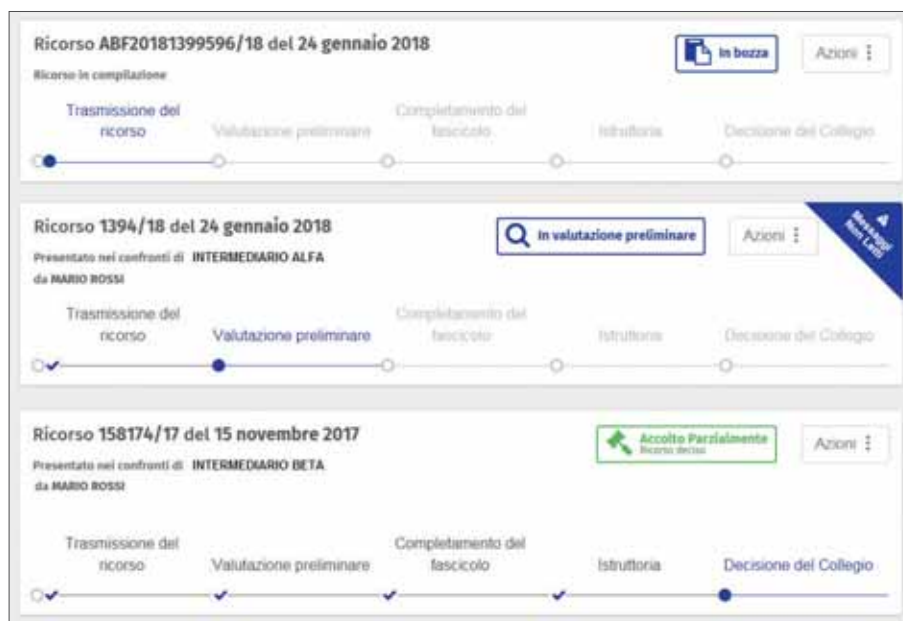 Ricorso ABF20181399596/18 del 24 gennaio 2018
In bozza
Azioni
Ricorso in compilazione
Trasmissione del
ricorso
Valutazione preliminare
Completamento del
fascicolo
Istruttoria
Decisione del Collegio
Ricorso 1394/18 del 24 gennaio 2018
In valutazione preliminare
Azioni
Messaggi
Non Letti
Presentato nei confronti di INTERMEDIARIO ALFA
da MARIO ROSSI
Trasmissione del
ricorso
Valutazione preliminare
Completamento del
fascicolo
Istruttoria
Decisione del Collegio
Ricorso 158174/17 del 15 novembre 2017
Accolto Parzialmente
Ricorso deciso
Azioni
Presentato nei confronti di INTERMEDIARIO BETA
da MARIO ROSSI
Trasmissione del
ricorso
Valutazione preliminare
Completamento del
fascicolo
Istruttoria
Decisione del Collegio